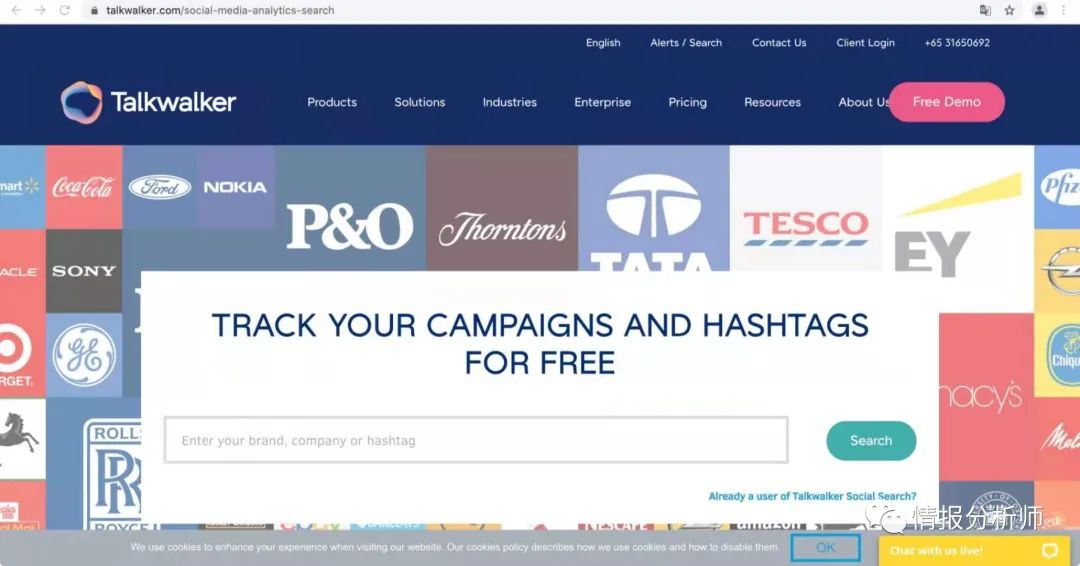 talkwalker.com/social-media-analytics-search
English Alerts / Search Contact Us Client Login +65 31650692
Talkwalker Products Solutions Industries Enterprise Pricing Resources About Us Free Demo
mart Coca-Cola Ford NOKIA
P&O Thorntons TATA TESCO EY Pfiz
ACLE SONY
TRACK YOUR CAMPAIGNS AND HASHTAGS
FOR FREE
GE
RGET.
Chiqu
macy's
Enter your brand, company or hashtag Search
ROLLS
RR
ROYCE
Already a user of Talkwalker Social Search?
amazon
情报分析师
We use cookies to enhance your experience when visiting our website. Our cookies policy describes how we use cookies and how to disable them. OK
Chat with us live!